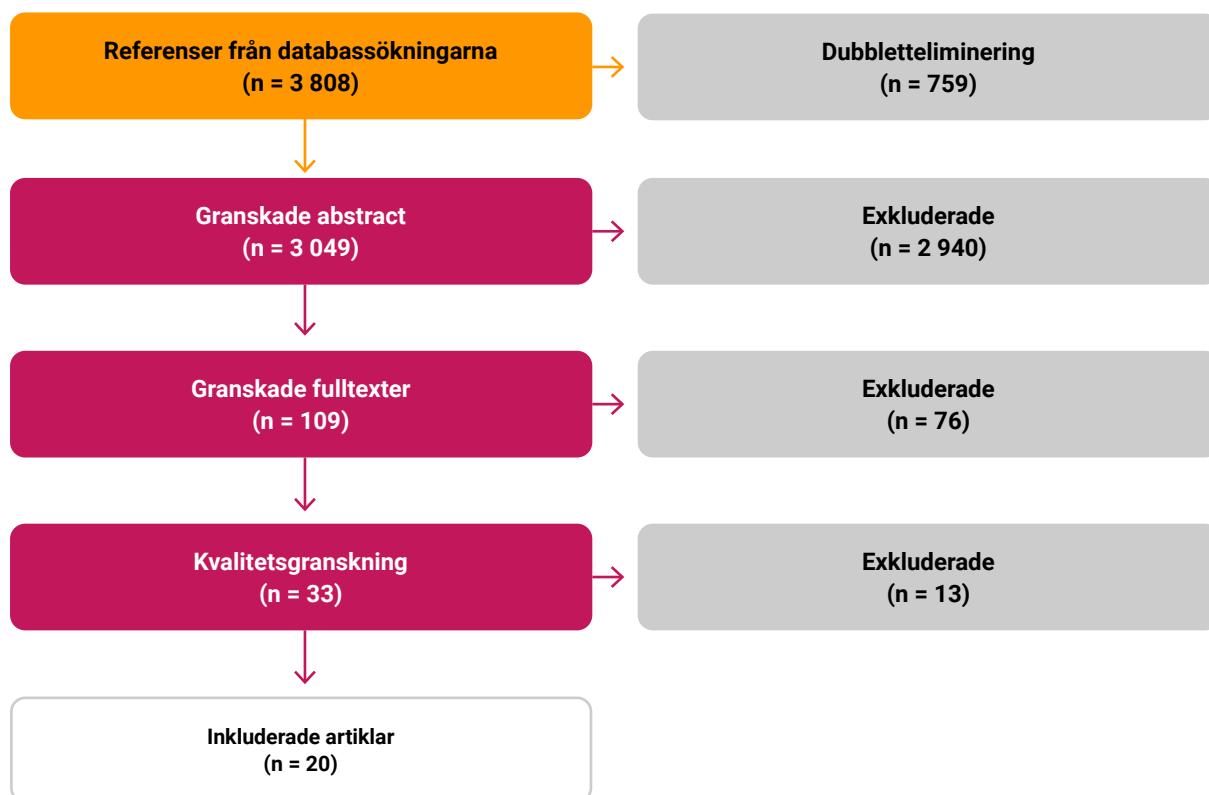 Referenser från databassökningarna
(n = 3 808)
Dubbletteliminering
(n = 759)
Granskade abstract
(n = 3 049)
Exkluderade
(n = 2 940)
Granskade fulltexter
(n = 109)
Exkluderade
(n = 76)
Kvalitetsgranskning
(n = 33)
Exkluderade
(n = 13)
Inkluderade artiklar
(n = 20)